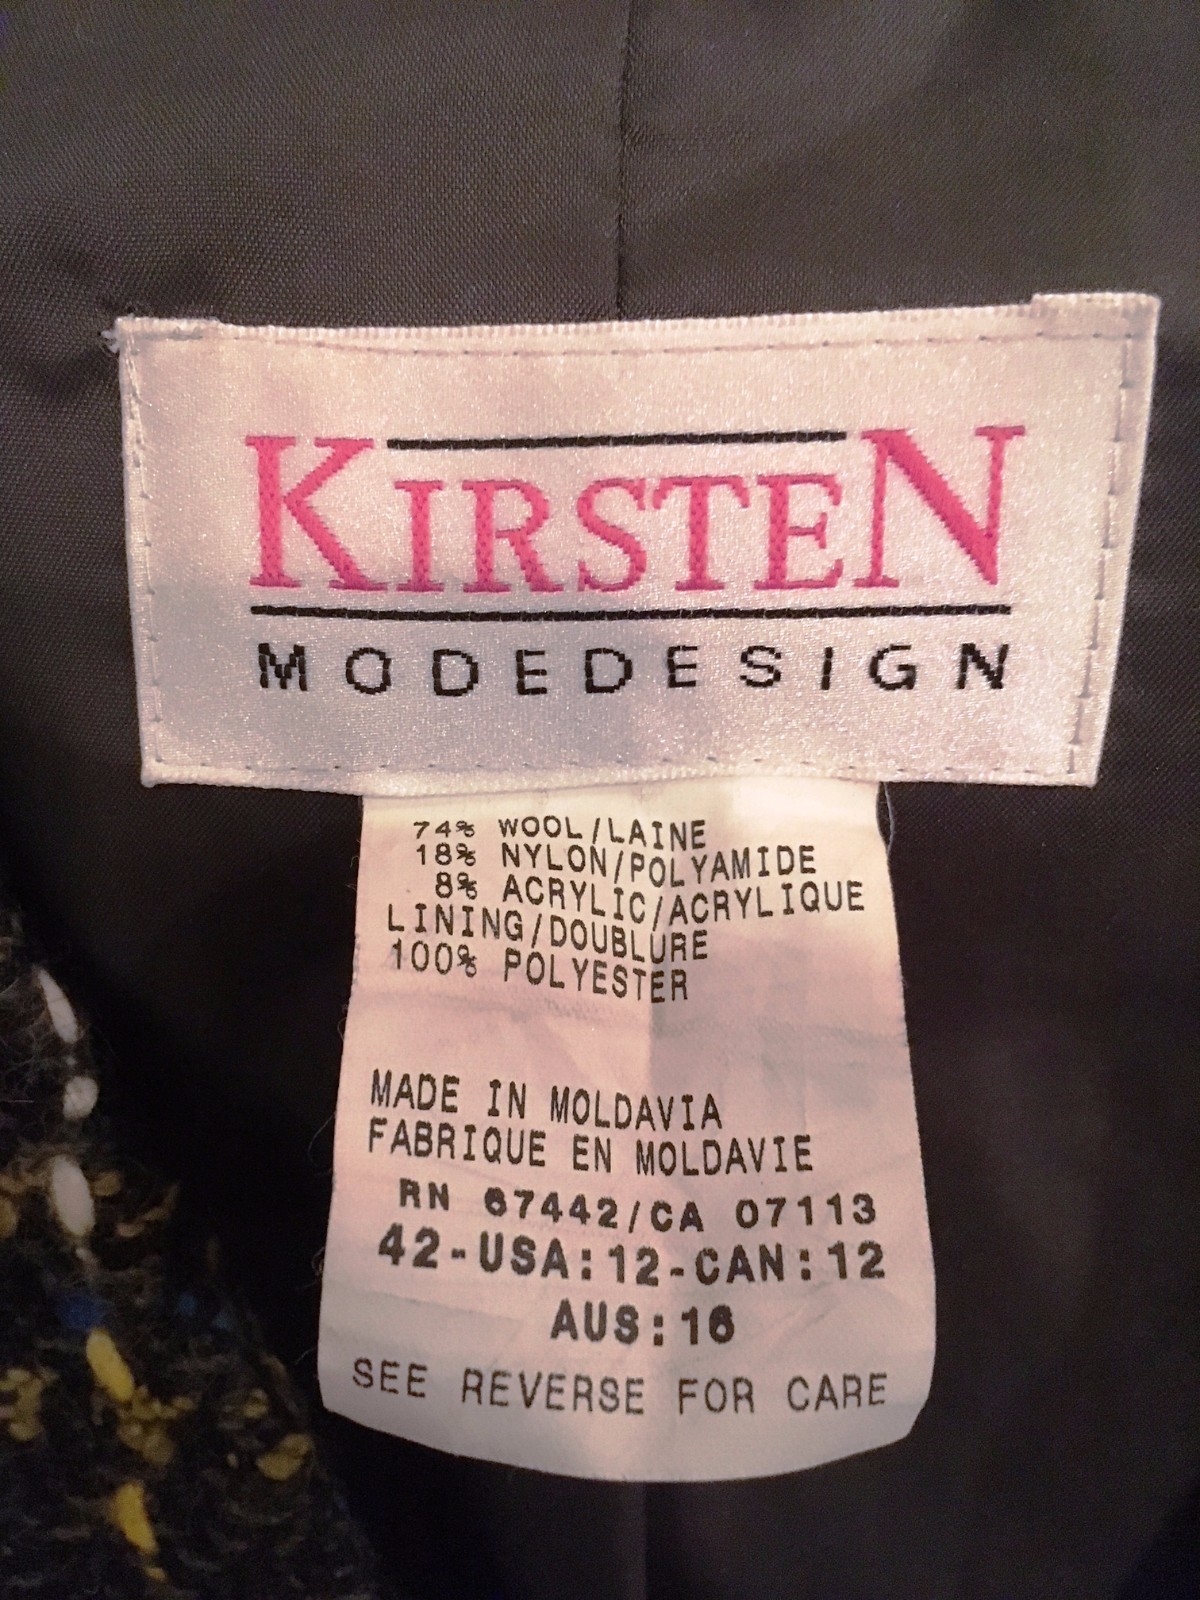 KIRSTEN
MODEDESIGN
74% WOOL/LAINE
18% NYLON/POLYAMIDE
8% ACRYLIC/ACRYLIQUE
LINING/DOUBLURE
100% POLYESTER
MADE IN MOLDAVIA
FABRIQUE EN MOLDAVIE
RN 67442/CA 07113
42-USA:12-CAN:12
AUS:16
SEE REVERSE FOR CARE